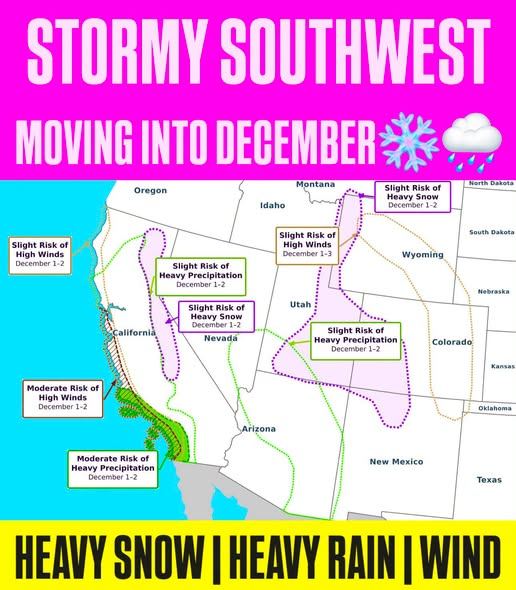 STORMY SOUTHWEST
MOVING INTO DECEMBER
Oregon
Montana
North Dakota
Slight Risk of
Heavy Snow
December 1-2
Idaho
Slight Risk of
High Winds
December 1-2
Slight Risk of
High Winds
December 1-3
South Dakota
Wyoming
Slight Risk of
Heavy Precipitation
December 1-2
Nebraska
Slight Risk of
Heavy Snow
December 1-2
Utah
California
Nevada
Slight Risk of
Heavy Precipitation
December 1-2
Colorado
Kansas
Moderate Risk of
High Winds
December 1-2
Oklahoma
Arizona
Moderate Risk of
Heavy Precipitation
December 1-2
New Mexico
Texas
HEAVY SNOW | HEAVY RAIN | WIND